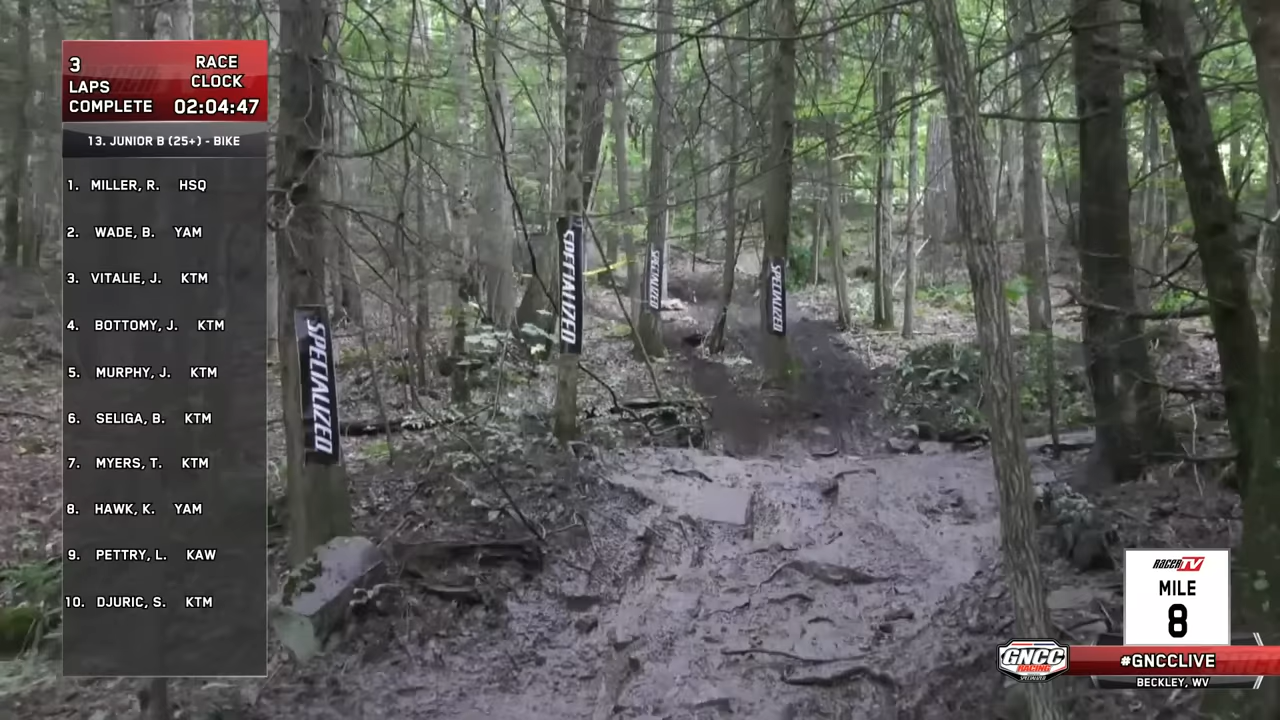 3
LAPS
COMPLETE
RACE
CLOCK
02:04:47
13. JUNIOR B (25+) - BIKE
1. MILLER, R. HSQ
2. WADE, B. YAM
3. VITALIE, J. KTM
4. BOTTOMY, J. KTM
5. MURPHY, J. KTM
6. SELIGA, B. KTM
7. MYERS, T. KTM
8. HAWK, K. YAM
9. PETTRY, L. KAW
10. DJURIC, S. KTM
SPECIALIZED
SPECIALIZED
SPECIALIZED
SPECIALIZED
RACER TV
MILE
8
GNCC
RACING
SPECIALIZED
#GNCCLIVE
BECKLEY, WV